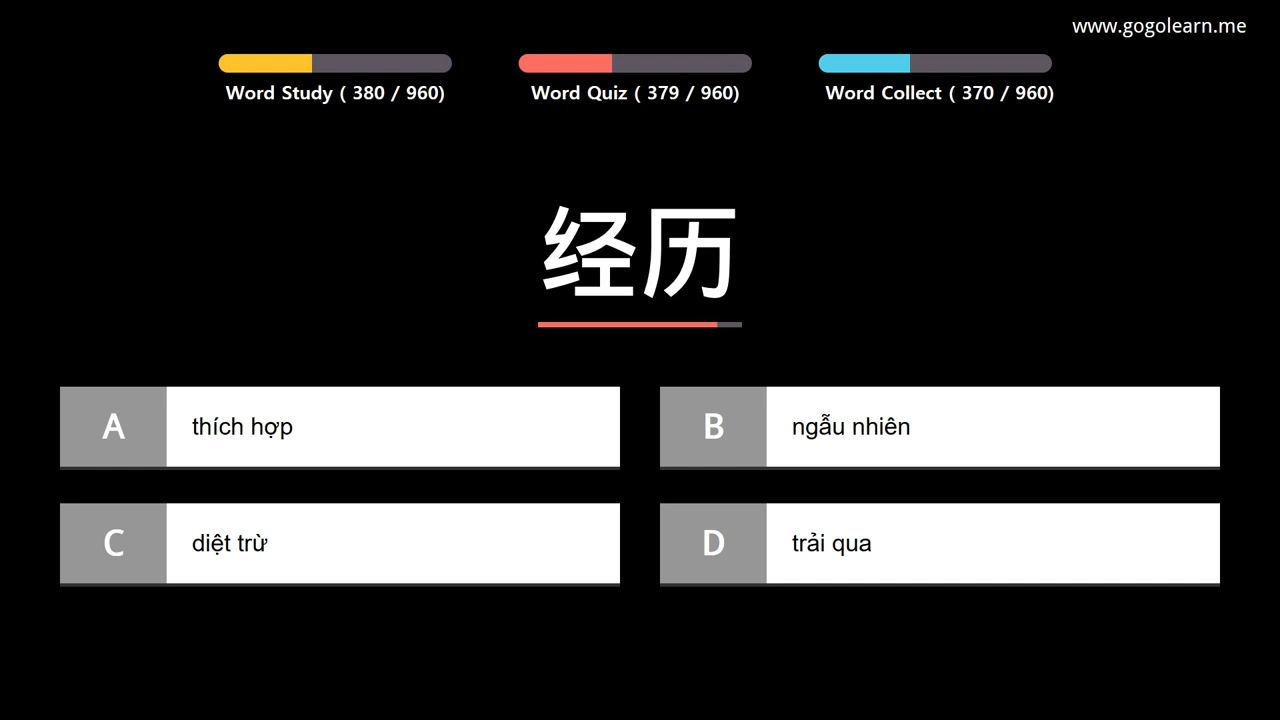 www.gogolearn.me
Word Study ( 380 / 960)
Word Quiz ( 379 / 960)
Word Collect ( 370 / 960)
经历
A
thích hợp
B
ngẫu nhiên
C
diệt trừ
D
trải qua